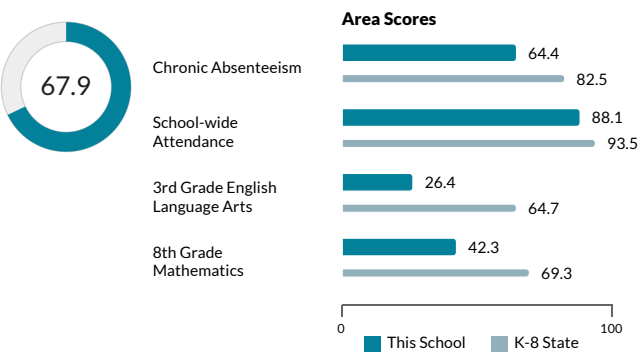 Area Scores
67.9
Chronic Absenteeism
64.4
82.5
School-wide
Attendance
88.1
93.5
3rd Grade English
Language Arts
26.4
64.7
8th Grade
Mathematics
42.3
69.3
0
100
This School
K-8 State